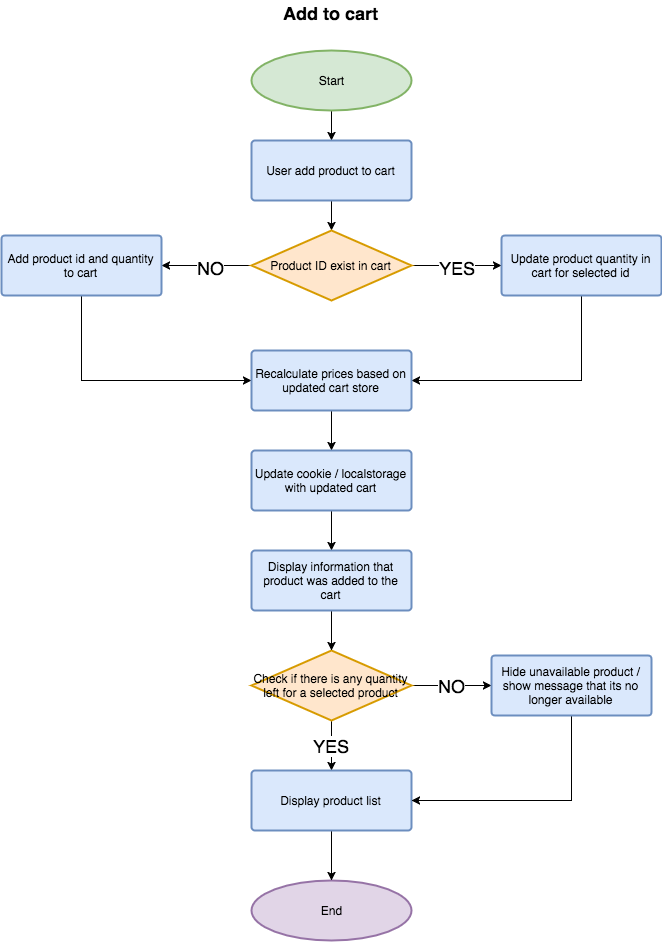 Add to cart
Start
User add product to cart
Add product id and quantity
to cart
NO
Product ID exist in cart
YES
Update product quantity in
cart for selected id
Recalculate prices based on
updated cart store
Update cookie / localstorage
with updated cart
Display information that
product was added to the
cart
Check if there is any quantity
left for a selected product
NO
Hide unavailable product /
show message that its no
longer available
YES
Display product list
End